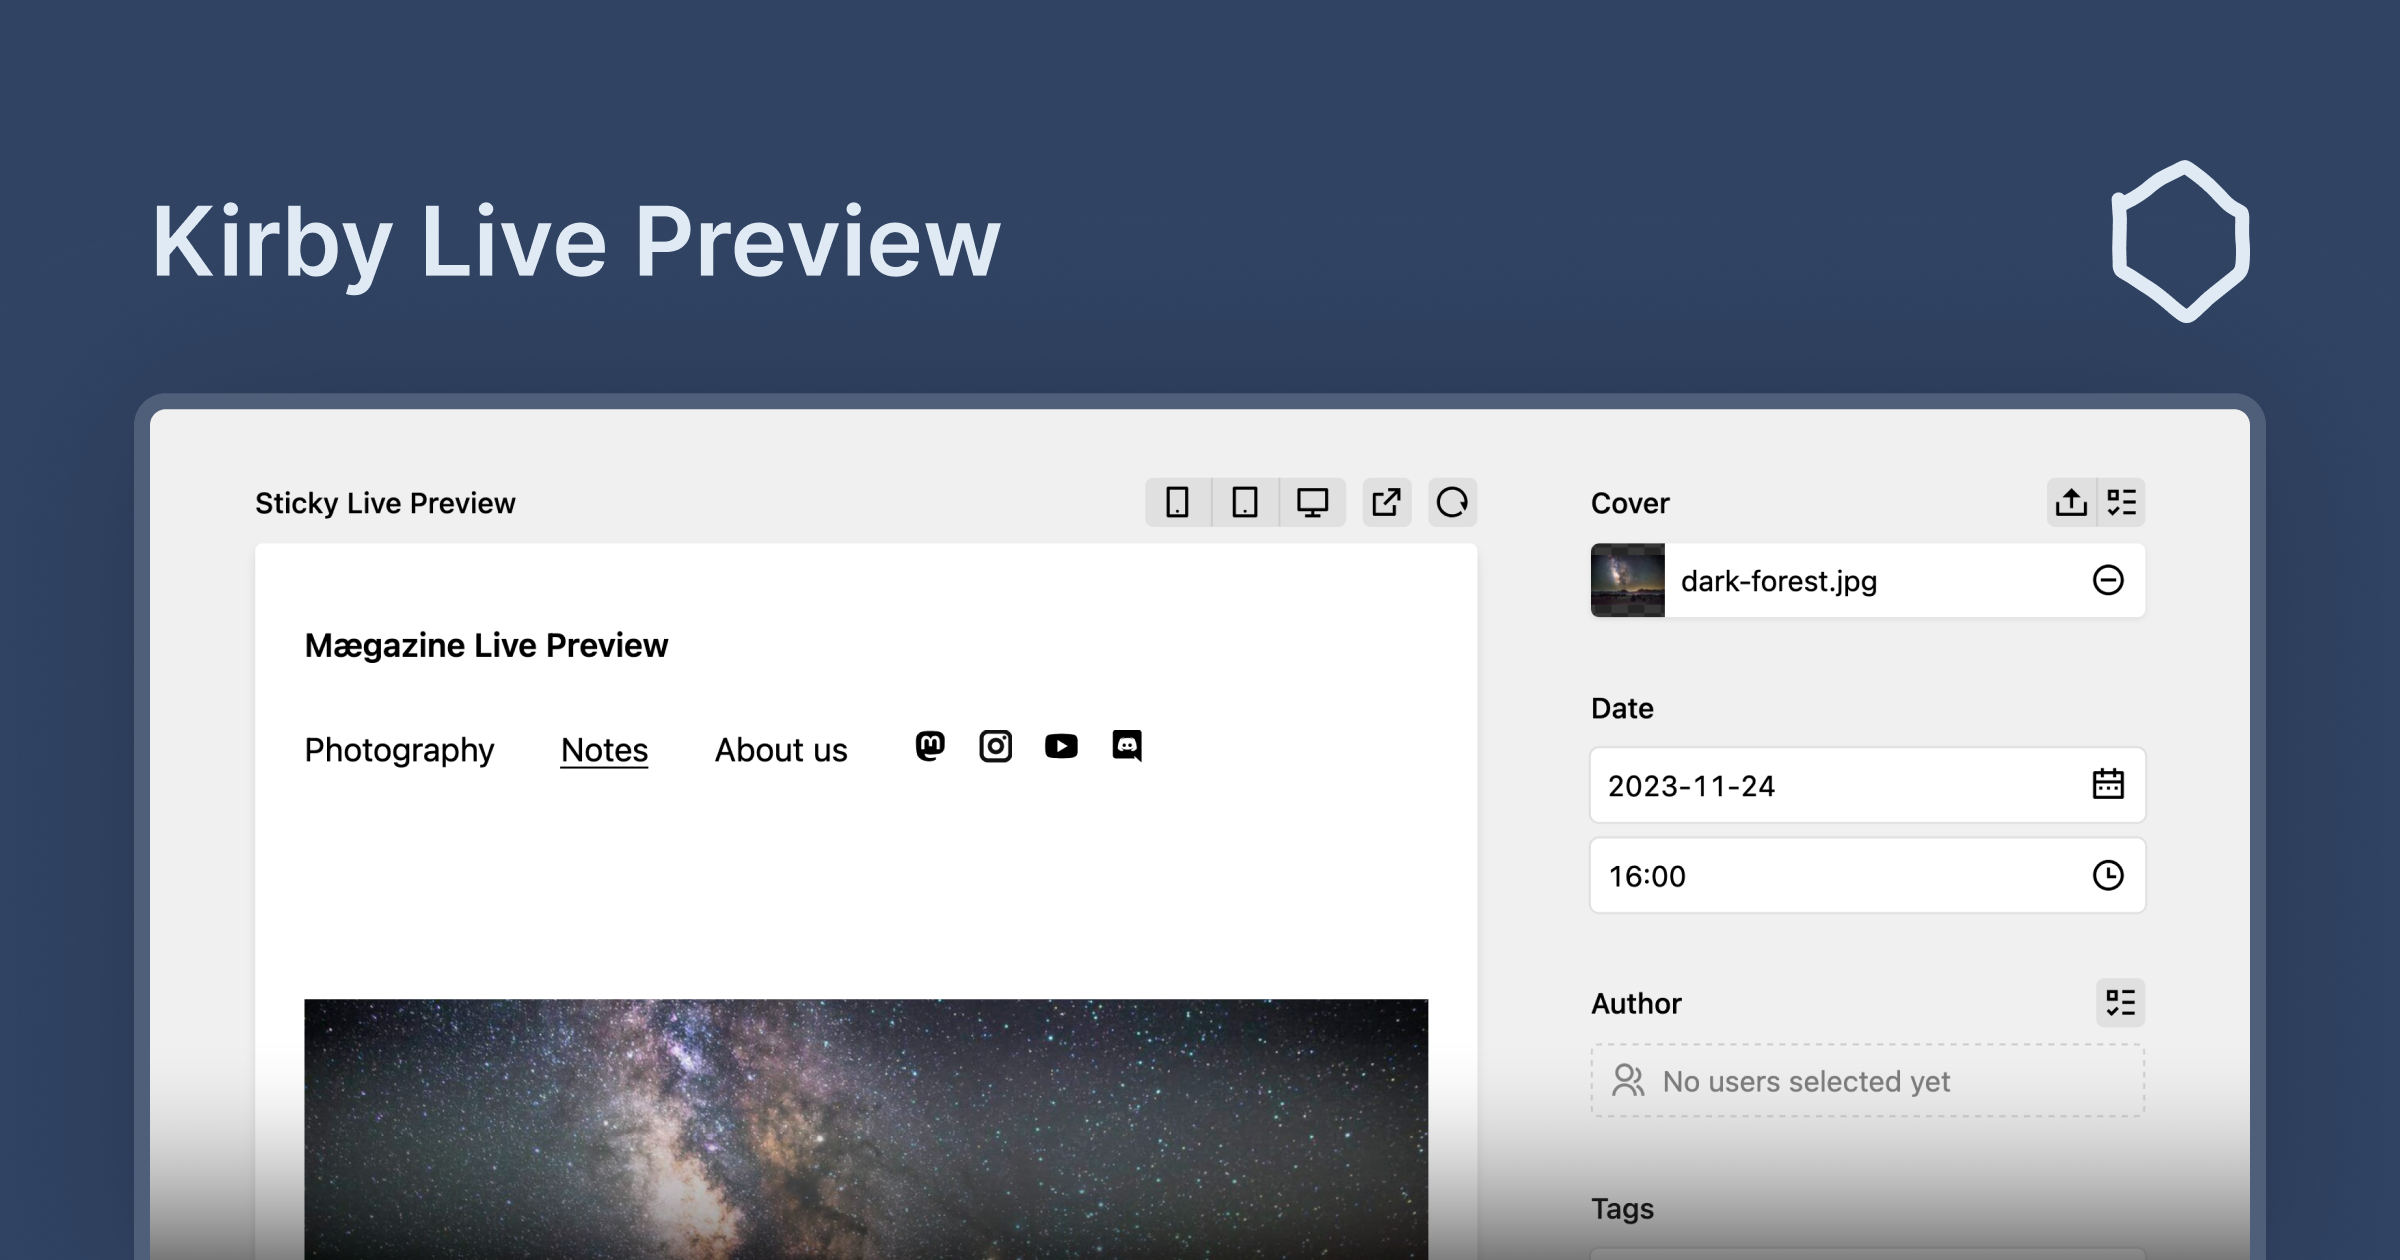 Kirby Live Preview
Sticky Live Preview
Mægazine Live Preview
Photography
Notes
About us
Cover
dark-forest.jpg
Date
2023-11-24
16:00
Author
No users selected yet
Tags